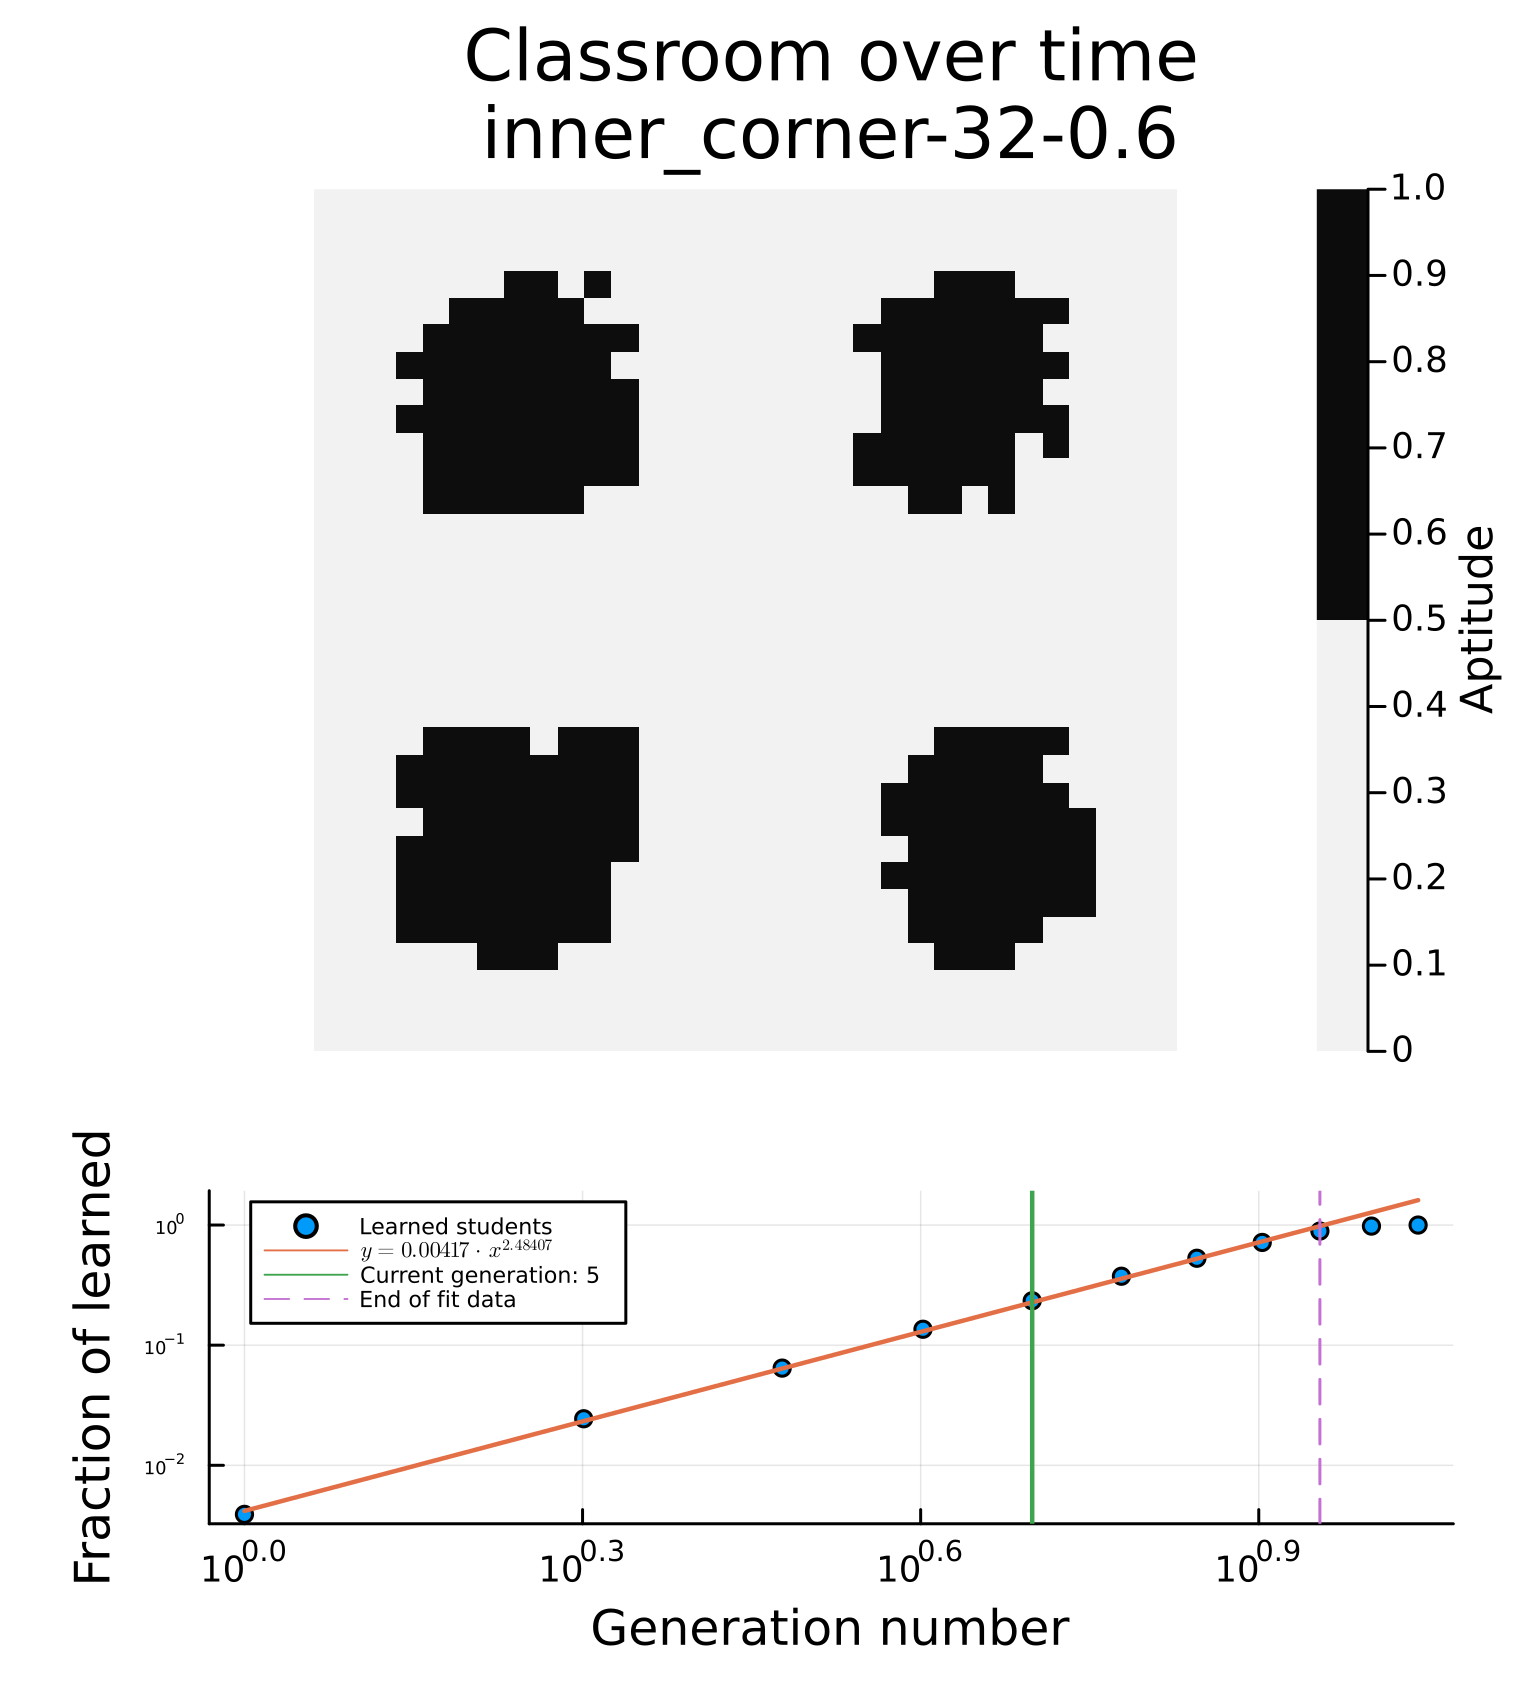 Classroom over time
inner_corner-32-0.6
1.0
0.9
0.8
0.7
0.6
0.5
0.4
0.3
0.2
0.1
0
Aptitude
Fraction of learned
10^0
10^-1
10^-2
Learned students
y = 0.00417 · x^2.48407
Current generation: 5
End of fit data
10^0.0
10^0.3
10^0.6
10^0.9
Generation number